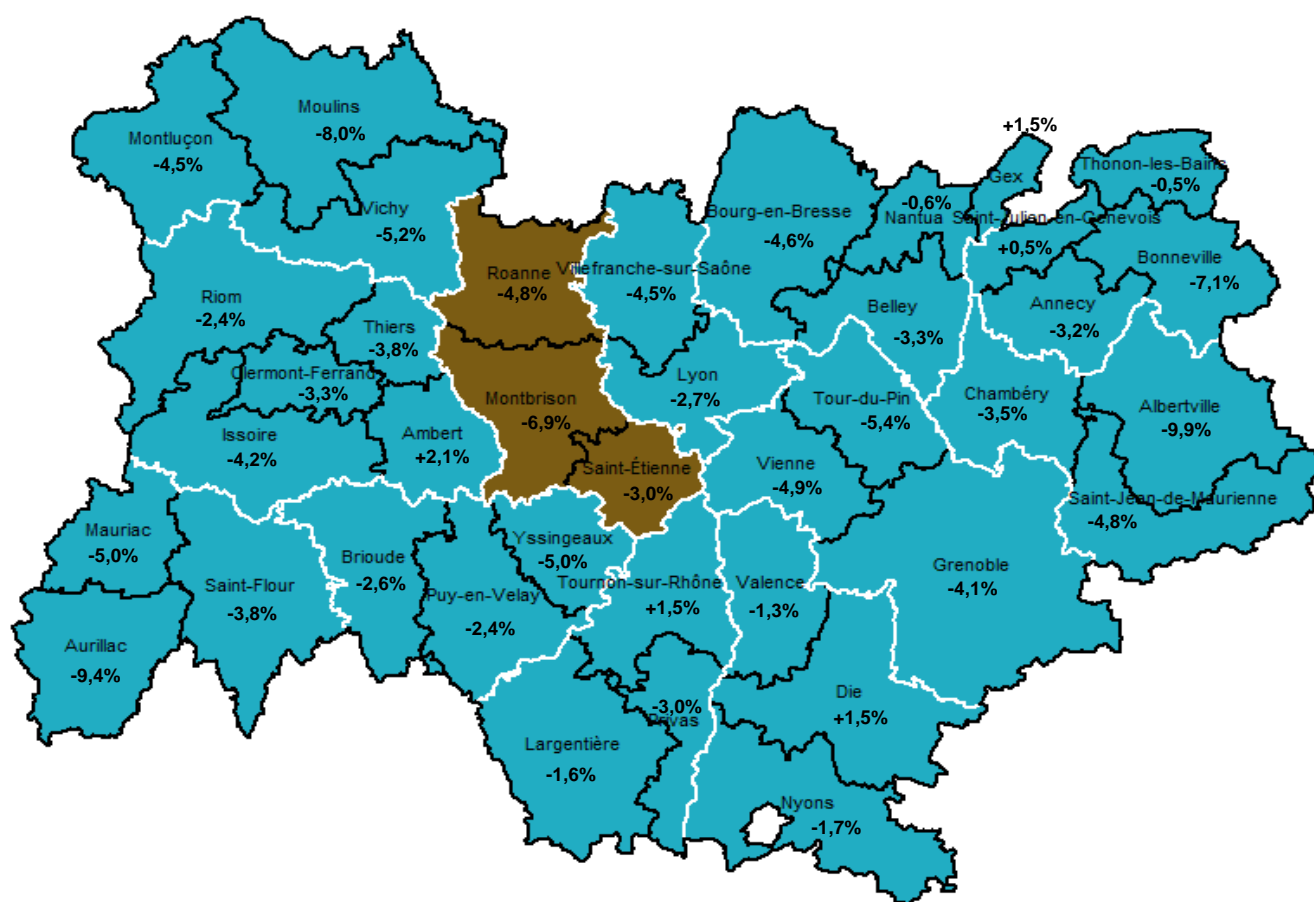 Moulins
-8,0%
Montluçon
-4,5%
Vichy
-5,2%
+1,5%
Gex
Thonon-les-Bains
-0,5%
Bourg-en-Bresse
-4,6%
-0,6%
Nantua
Saint-Julien-en-Genevois
+0,5%
Bonneville
-7,1%
Roanne
-4,8%
Villefranche-sur-Saône
-4,5%
Riom
-2,4%
Thiers
-3,8%
Belley
-3,3%
Annecy
-3,2%
Clermont-Ferrand
-3,3%
Lyon
-2,7%
Montbrison
-6,9%
Tour-du-Pin
-5,4%
Chambéry
-3,5%
Albertville
-9,9%
Issoire
-4,2%
Ambert
+2,1%
Saint-Étienne
-3,0%
Vienne
-4,9%
Saint-Jean-de-Maurienne
-4,8%
Mauriac
-5,0%
Saint-Flour
-3,8%
Brioude
-2,6%
Yssingeaux
-5,0%
Puy-en-Velay
-2,4%
Tournon-sur-Rhône
+1,5%
Valence
-1,3%
Grenoble
-4,1%
Aurillac
-9,4%
-3,0%
Privas
Die
+1,5%
Largentière
-1,6%
Nyons
-1,7%